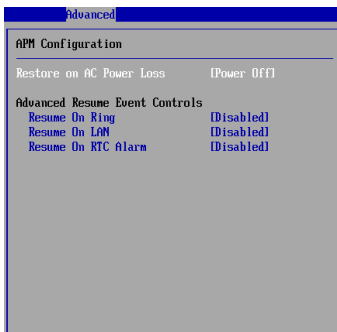 Advanced
APM Configuration
Restore on AC Power Loss [Power Off]
Advanced Resume Event Controls
Resume On Ring [Disabled]
Resume On LAN [Disabled]
Resume On RTC Alarm [Disabled]